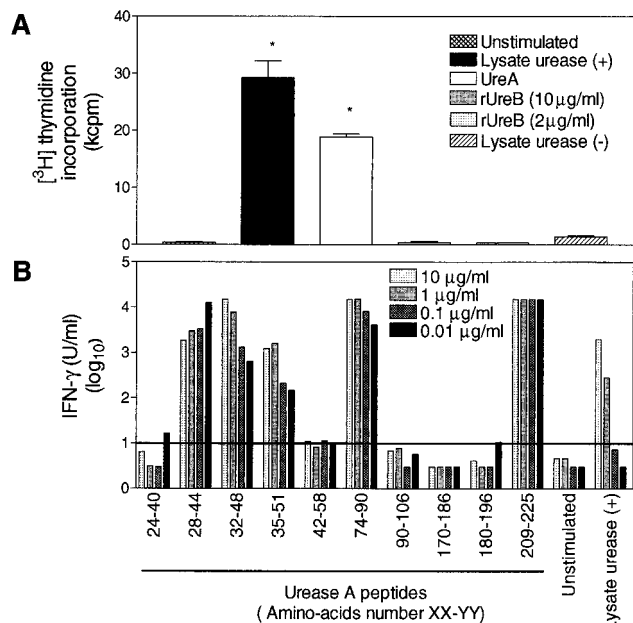 A
[³H] thymidine
incorporation
(kcpm)
40
30
20
10
0
*
*
Unstimulated
Lysate urease (+)
UreA
rUreB (10µg/ml)
rUreB (2µg/ml)
Lysate urease (-)
B
IFN-γ (U/ml)
(log₁₀)
5
4
3
2
1
0
10 µg/ml
1 µg/ml
0.1 µg/ml
0.01 µg/ml
24-40
28-44
32-48
35-51
42-58
74-90
90-106
170-186
180-196
209-225
Unstimulated
Lysate urease (+)
Urease A peptides
( Amino-acids number XX-YY)